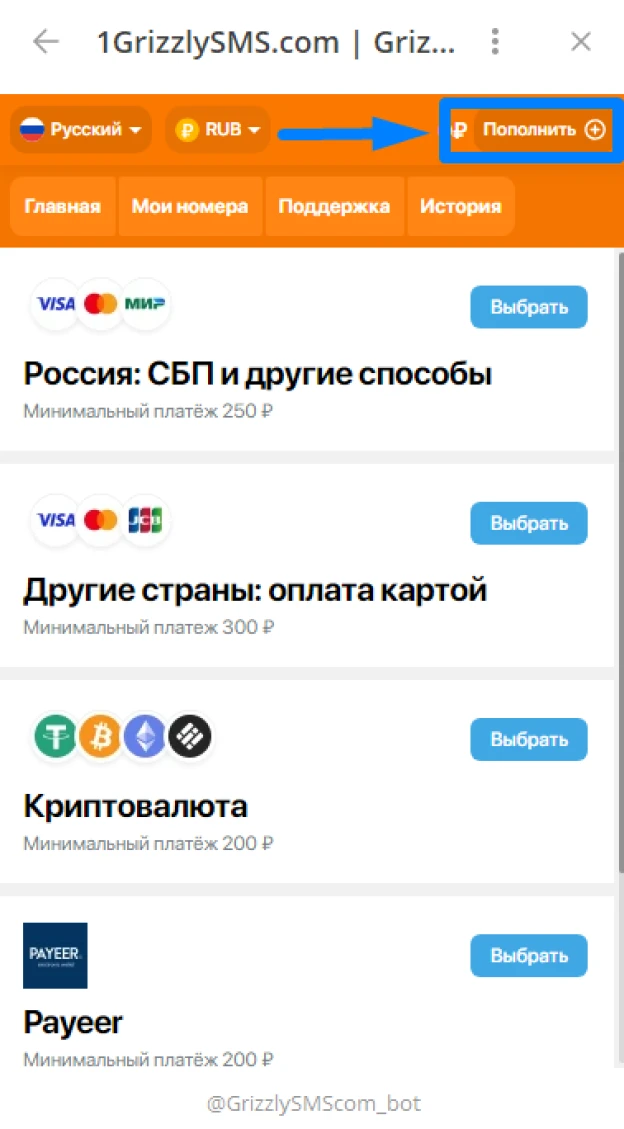 1GrizzlySMS.com | Griz...
Русский RUB ₽ Пополнить
Главная Мои номера Поддержка История
VISA МИР
Выбрать
Россия: СБП и другие способы
Минимальный платёж 250 ₽
VISA JCB
Выбрать
Другие страны: оплата картой
Минимальный платеж 300 ₽
Выбрать
Криптовалюта
Минимальный платёж 200 ₽
PAYEER
Выбрать
Payeer
Минимальный платёж 200 ₽
@GrizzlySMScom_bot